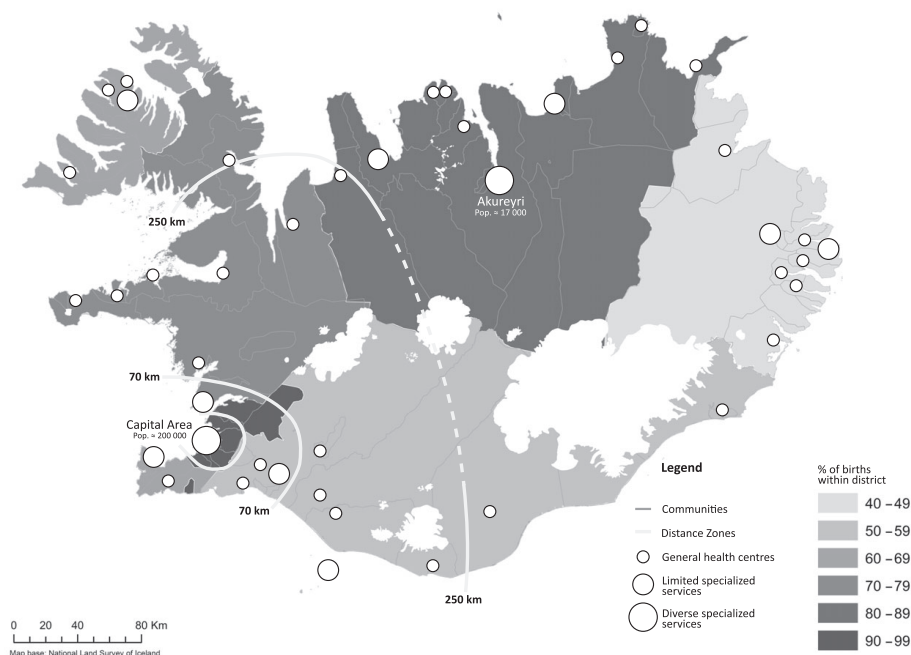 250 km
Akureyri
Pop. ≈ 17 000
70 km
Capital Area
Pop. ≈ 200 000
70 km
250 km
Legend
Communities
Distance Zones
General health centres
Limited specialized
services
Diverse specialized
services
% of births
within district
40 – 49
50 – 59
60 – 69
70 – 79
80 – 89
90 – 99
0 20 40 80 Km
Map base: National Land Survey of Iceland